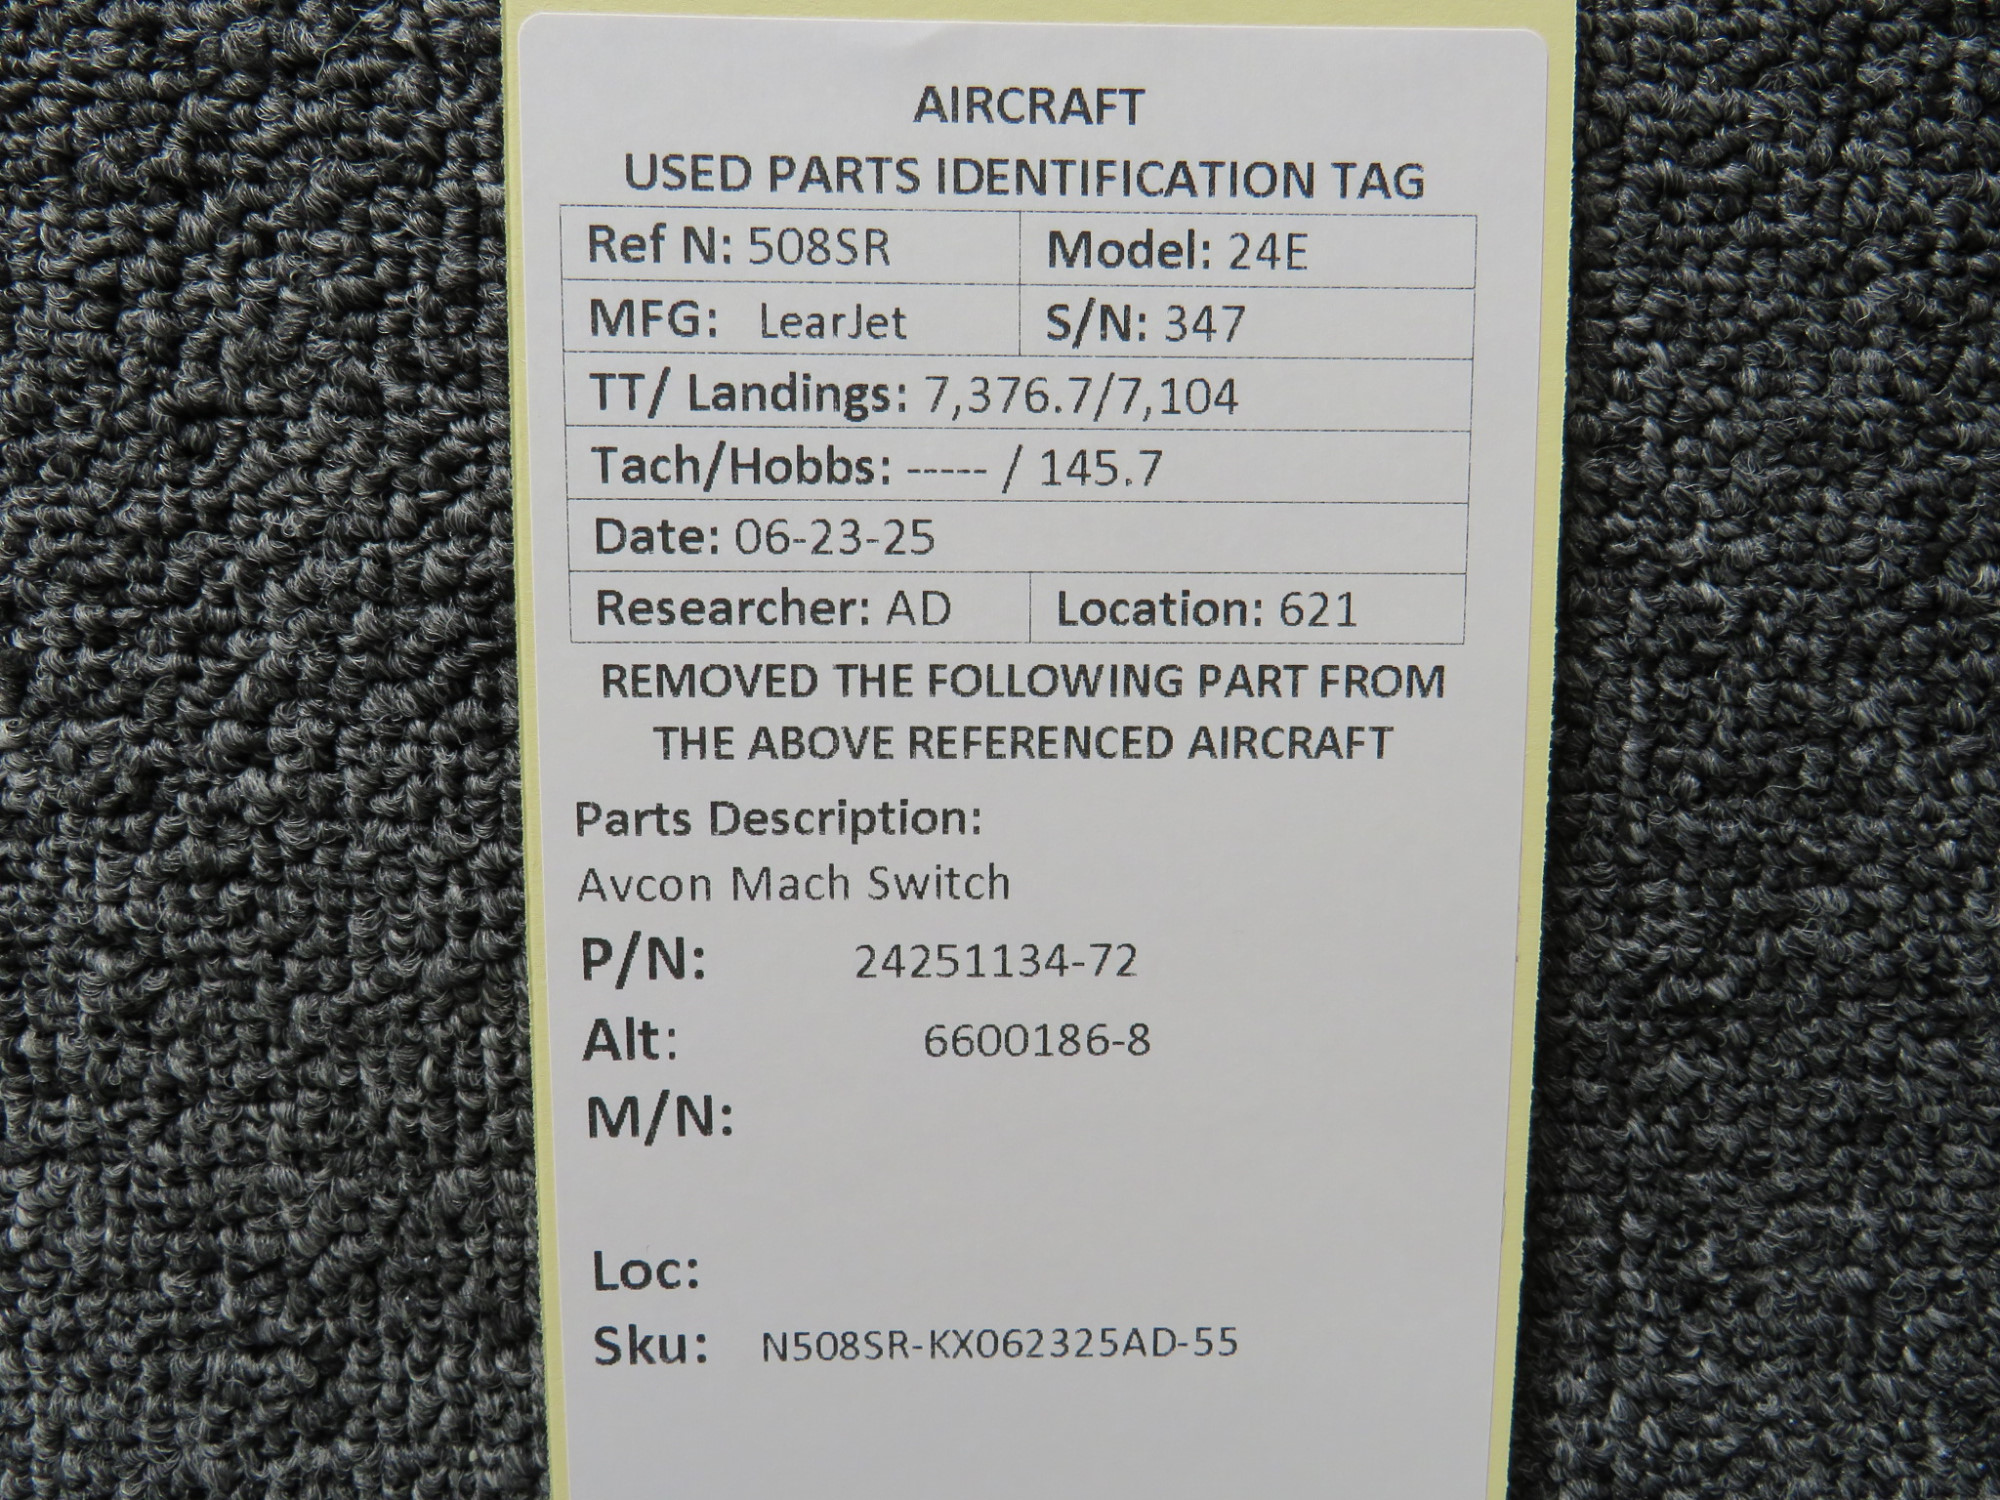 AIRCRAFT
USED PARTS IDENTIFICATION TAG
Ref N: 508SR Model: 24E
MFG: LearJet S/N: 347
TT/ Landings: 7,376.7/7,104
Tach/Hobbs: ----- / 145.7
Date: 06-23-25
Researcher: AD Location: 621
REMOVED THE FOLLOWING PART FROM
THE ABOVE REFERENCED AIRCRAFT
Parts Description:
Avcon Mach Switch
P/N: 24251134-72
Alt: 6600186-8
M/N:
Loc:
Sku: N508SR-KX062325AD-55